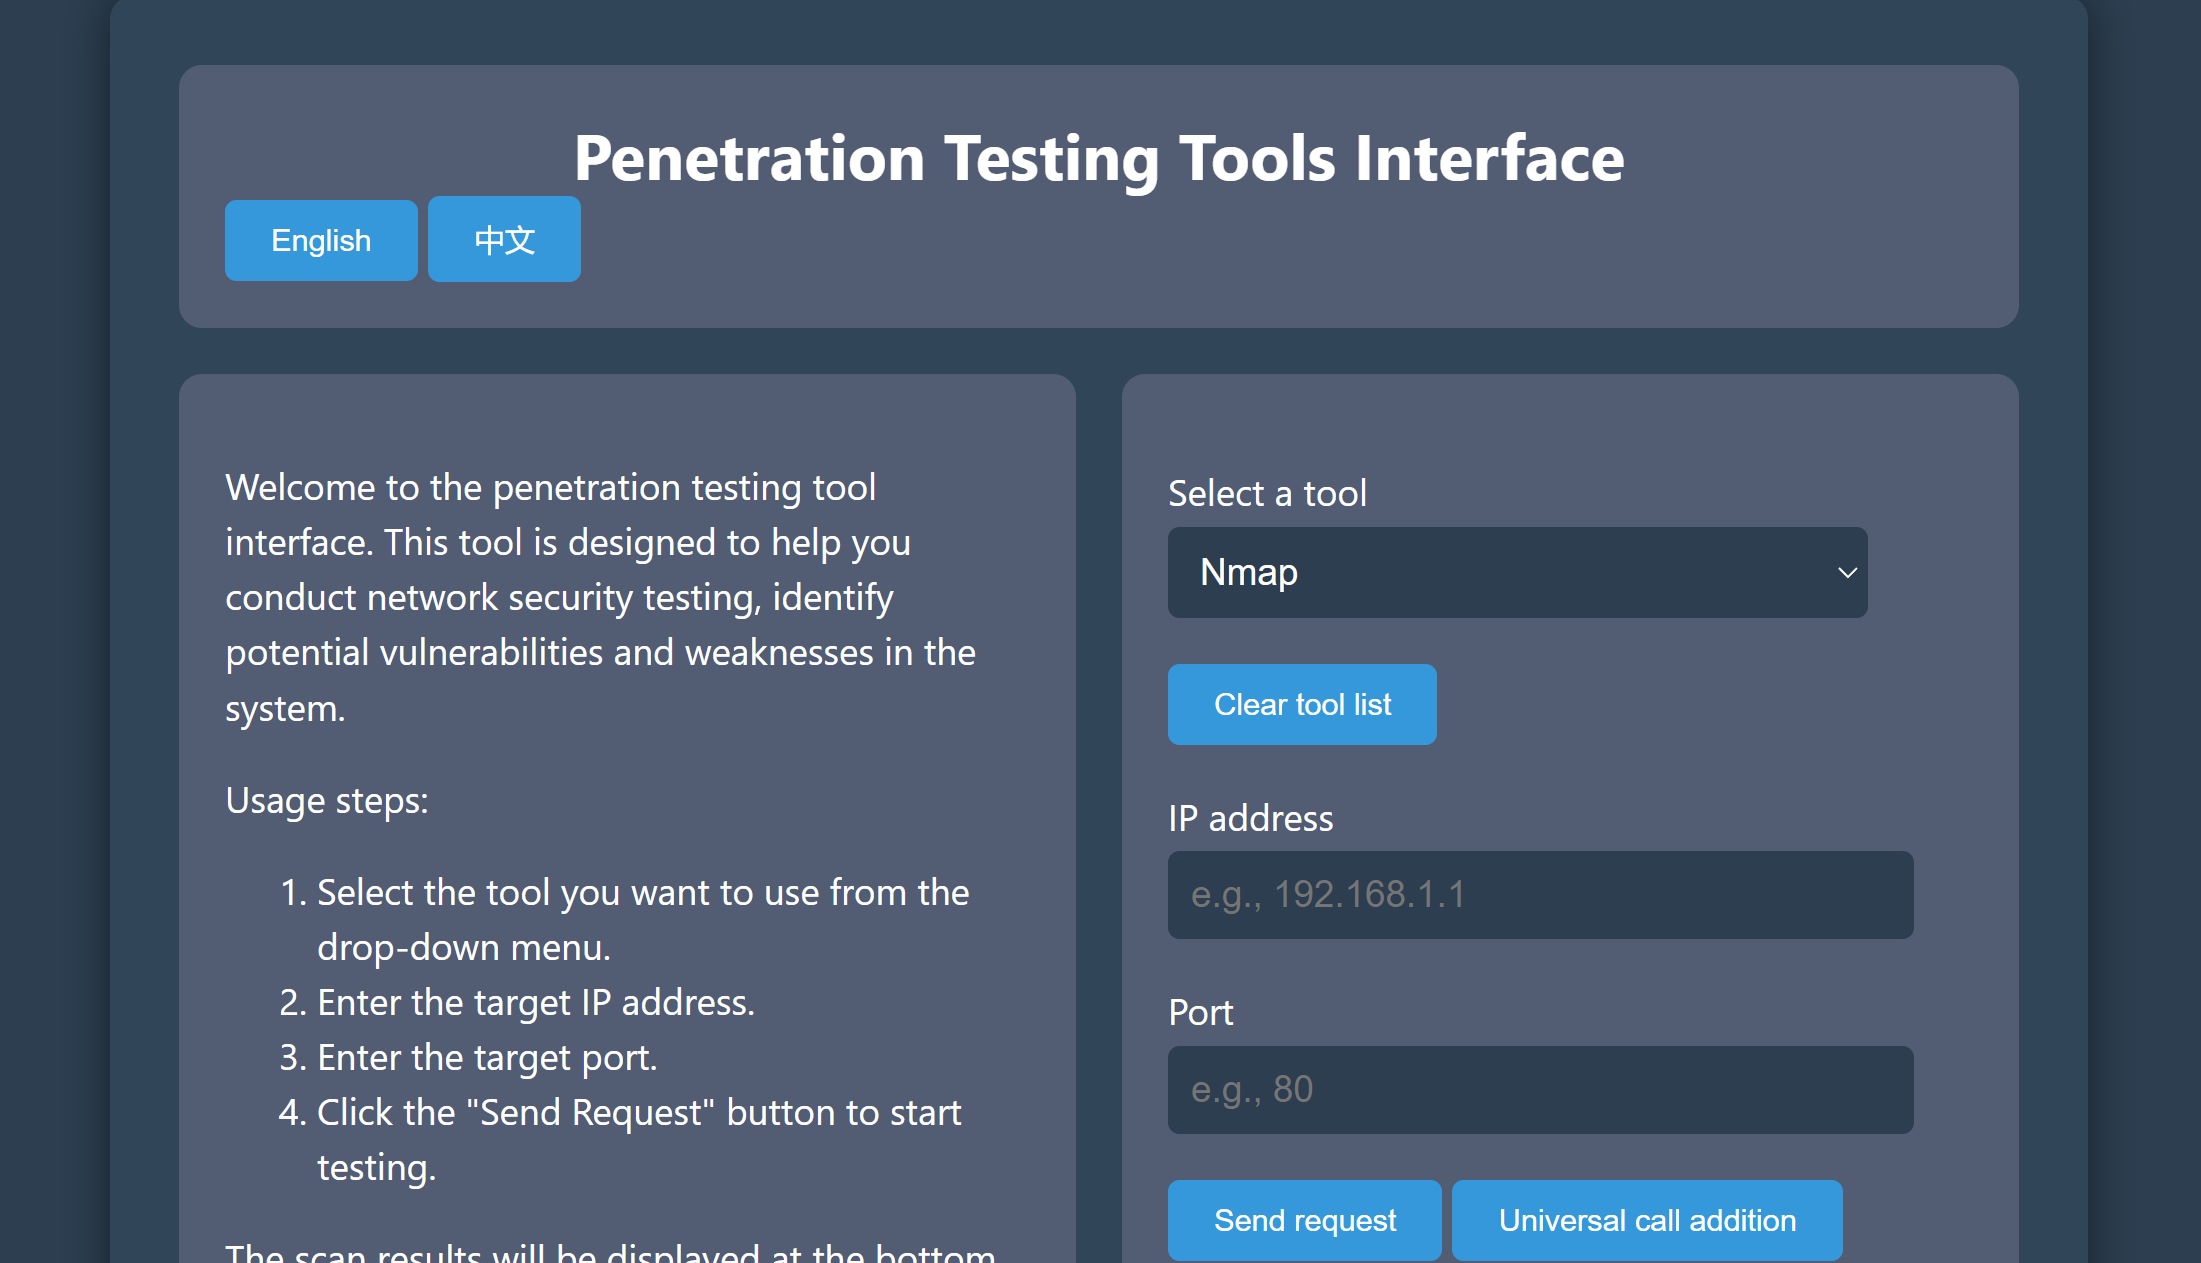 Penetration Testing Tools Interface
English
中文
Welcome to the penetration testing tool
interface. This tool is designed to help you
conduct network security testing, identify
potential vulnerabilities and weaknesses in the
system.
Usage steps:
1. Select the tool you want to use from the
drop-down menu.
2. Enter the target IP address.
3. Enter the target port.
4. Click the "Send Request" button to start
testing.
The scan results will be displayed at the bottom
Select a tool
Nmap
Clear tool list
IP address
e.g., 192.168.1.1
Port
e.g., 80
Send request
Universal call addition